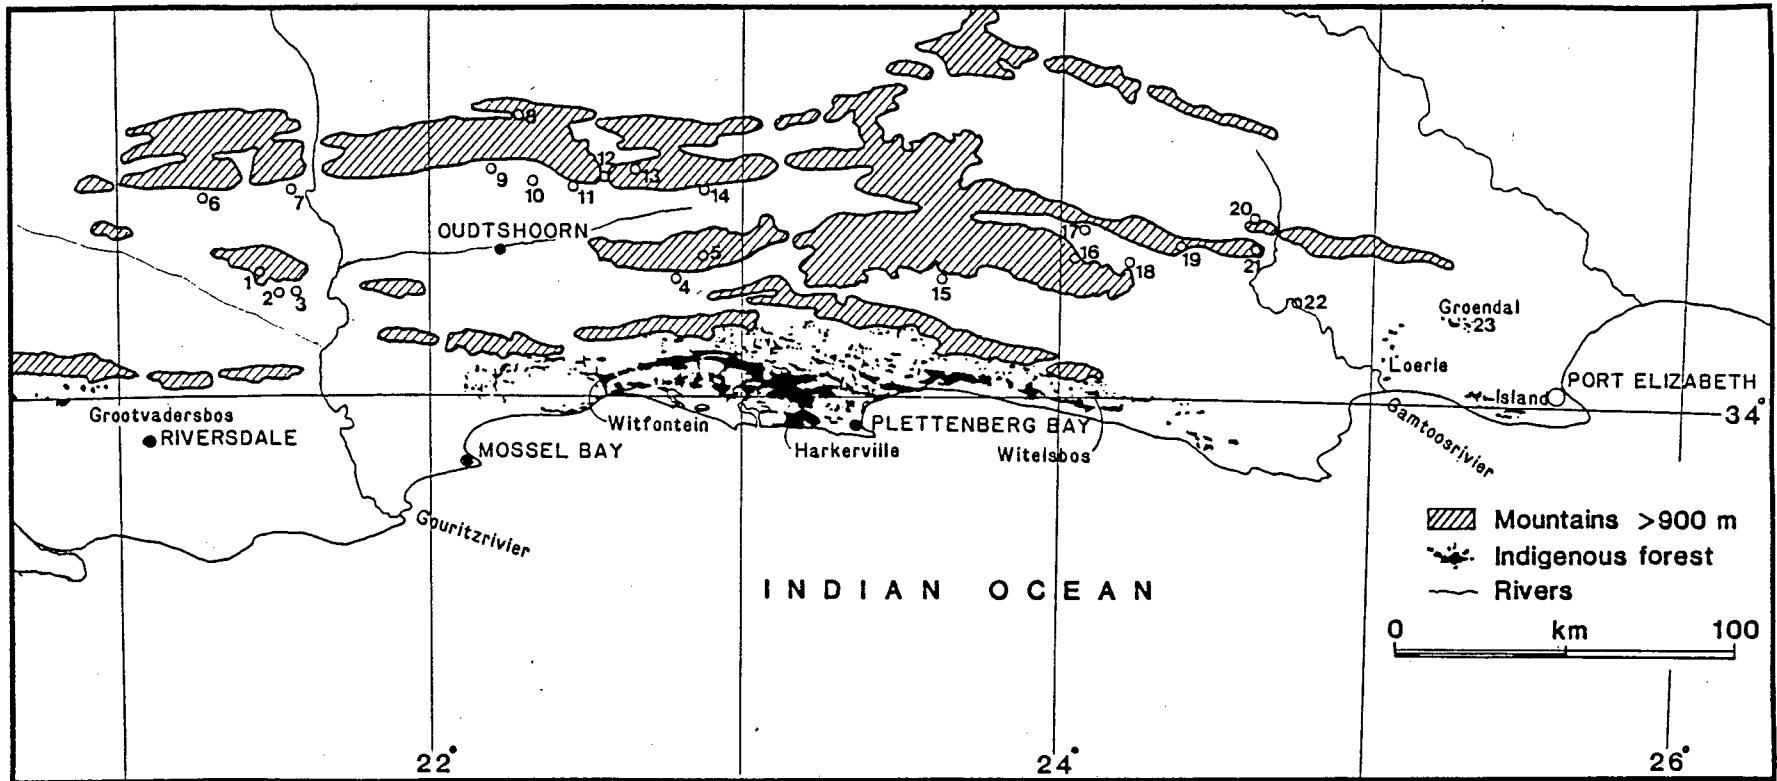 8
12
9
10
11
13
14
6
7
OUDTSHOORN
17
20
5
16
18
19
21
1
2
3
4
15
22
Groendal
23
Loerie
PORT ELIZABETH
Island
34°
Grootvadersbos
RIVERSDALE
Witfontein
PLETTENBERG BAY
Gamtoosrivier
MOSSEL BAY
Harkerville
Witelsbos
Gouritzrivier
Mountains >900 m
Indigenous forest
Rivers
INDIAN OCEAN
0 km 100
22° 24° 26°